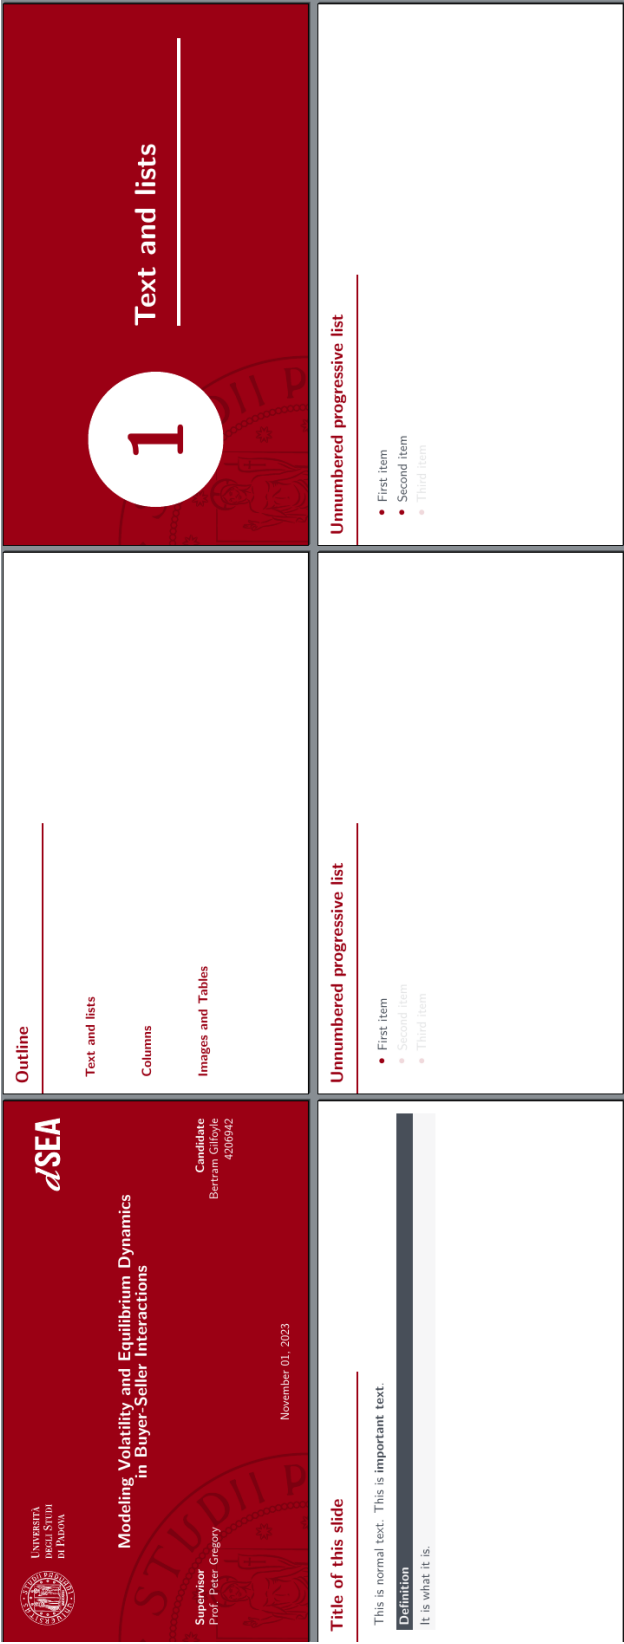 UNIVERSITÀ
DEGLI STUDI
DI PADOVA
dSEA
Modeling Volatility and Equilibrium Dynamics
in Buyer-Seller Interactions
Supervisor
Prof. Peter Gregory
Candidate
Bertram Gilfoyle
4206942
November 01, 2023
Outline
Text and lists
Columns
Images and Tables
1
Text and lists
Title of this slide
This is normal text. This is important text.
Definition
It is what it is.
Unnumbered progressive list
• First item
• Second item
• Third item
Unnumbered progressive list
• First item
• Second item
• Third item